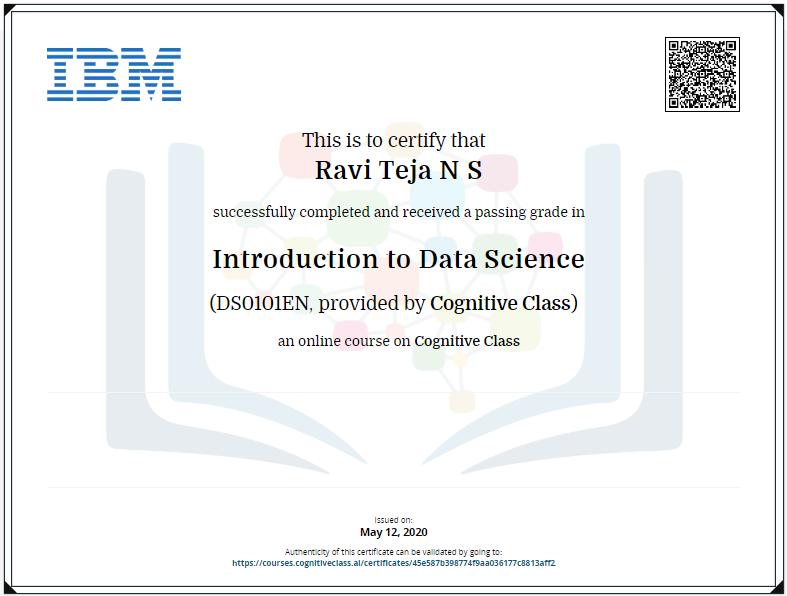 IBM
This is to certify that
Ravi Teja N S
successfully completed and received a passing grade in
Introduction to Data Science
(DS0101EN, provided by Cognitive Class)
an online course on Cognitive Class
Issued on:
May 12, 2020
Authenticity of this certificate can be validated by going to:
https://courses.cognitiveclass.ai/certificates/45e587b398774f9aa036177c8813aff2